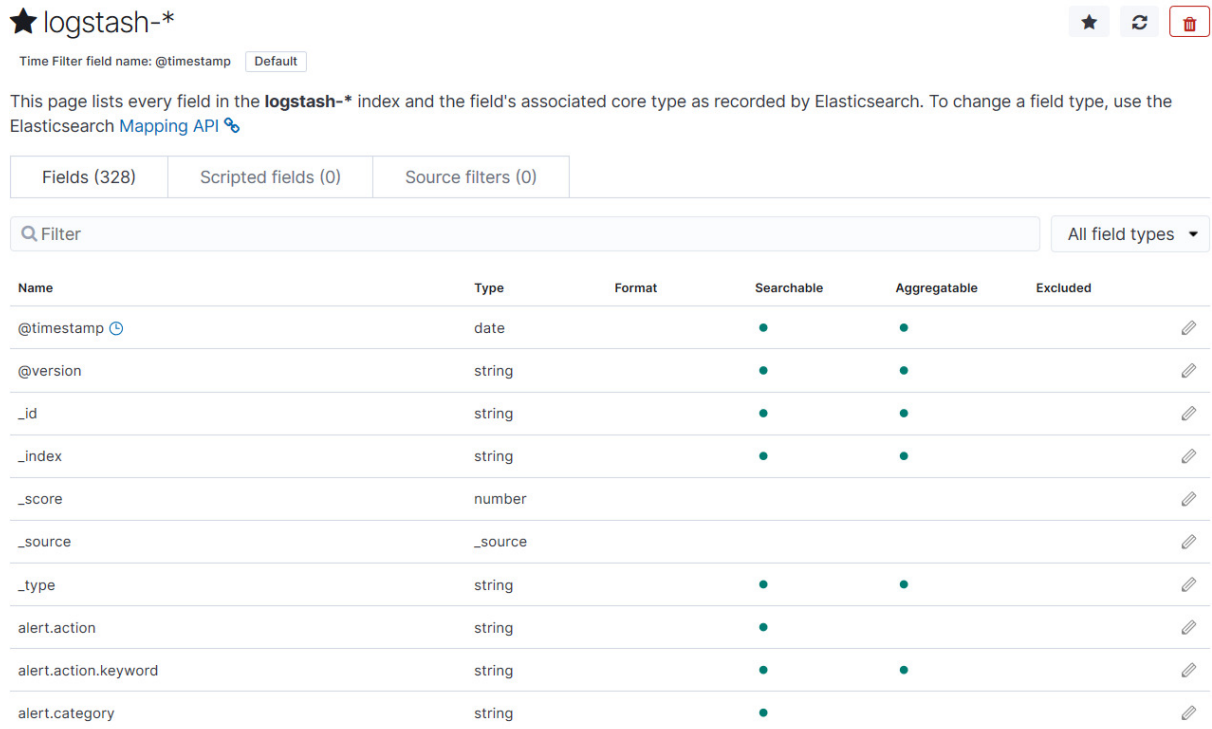 logstash-*
Time Filter field name: @timestamp Default
This page lists every field in the logstash-* index and the field's associated core type as recorded by Elasticsearch. To change a field type, use the
Elasticsearch Mapping API
Fields (328) Scripted fields (0) Source filters (0)
Filter All field types
Name Type Format Searchable Aggregatable Excluded
@timestamp date
@version string
_id string
_index string
_score number
_source _source
_type string
alert.action string
alert.action.keyword string
alert.category string